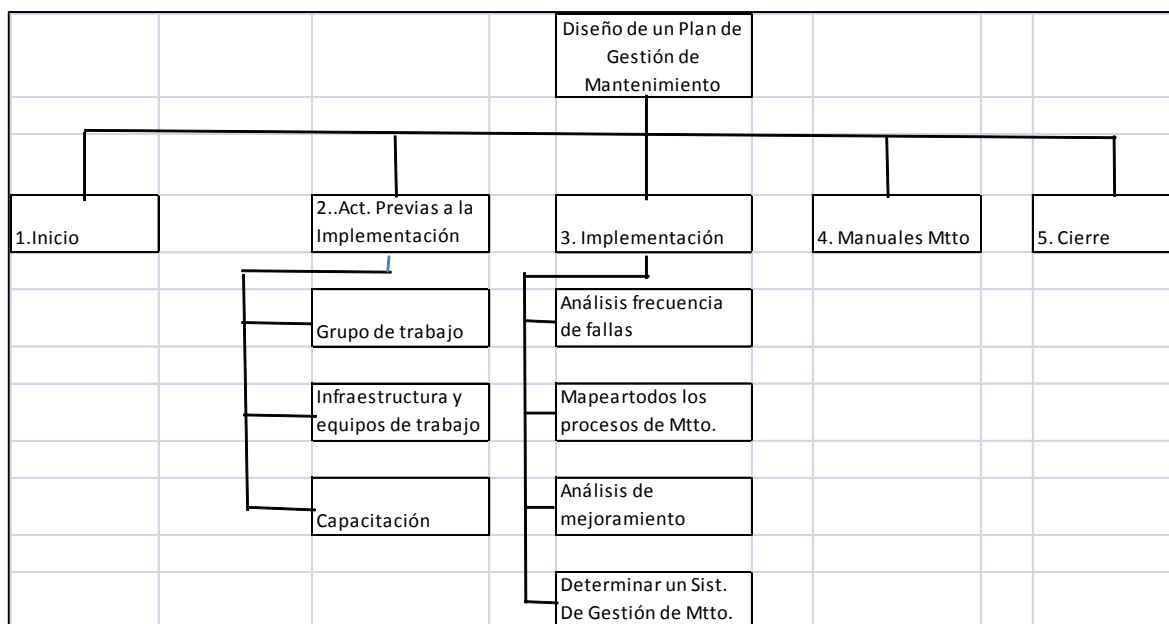 Diseño de un Plan de
Gestión de
Mantenimiento
1.Inicio
2..Act. Previas a la
Implementación
3. Implementación
4. Manuales Mtto
5. Cierre
Grupo de trabajo
Infraestructura y
equipos de trabajo
Capacitación
Análisis frecuencia
de fallas
Mapeartodos los
procesos de Mtto.
Análisis de
mejoramiento
Determinar un Sist.
De Gestión de Mtto.